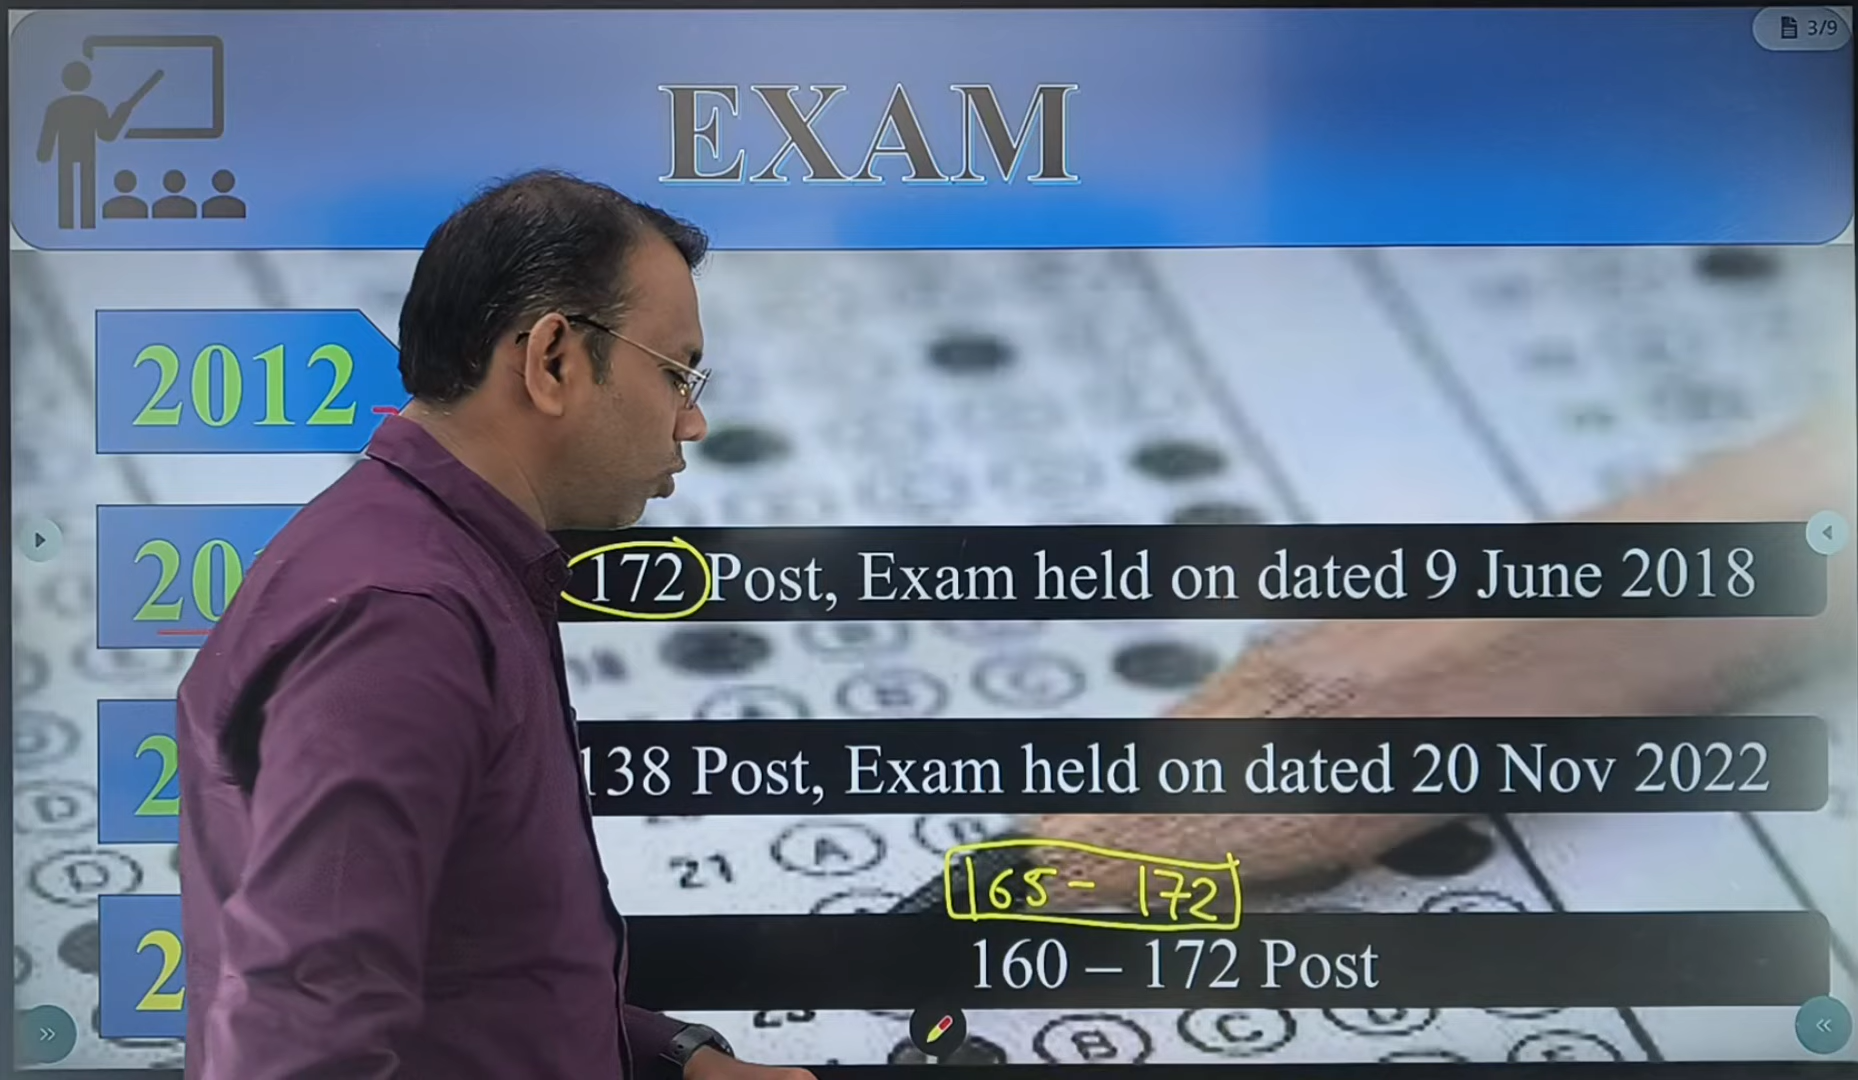 3/9
EXAM
2012
172 Post, Exam held on dated 9 June 2018
138 Post, Exam held on dated 20 Nov 2022
21 A B
165 - 172
160 – 172 Post
B C